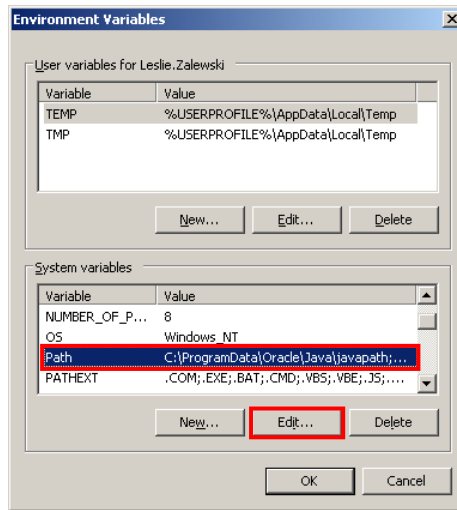 Environment Variables
User variables for Leslie.Zalewski
Variable Value
TEMP %USERPROFILE%\AppData\Local\Temp
TMP %USERPROFILE%\AppData\Local\Temp
New... Edit... Delete
System variables
Variable Value
NUMBER_OF_P... 8
OS Windows_NT
Path C:\ProgramData\Oracle\Java\javapath;...
PATHEXT .COM;.EXE;.BAT;.CMD;.VBS;.VBE;.JS;....
New... Edit... Delete
OK Cancel